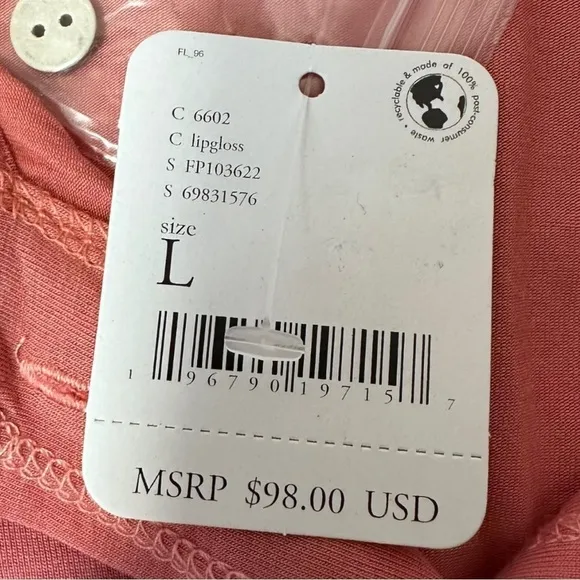 FL_96
recyclable & made of 100% post-consumer waste •
C 6602
C lipgloss
S FP103622
S 69831576
size
L
1 96790 19715 7
MSRP $98.00 USD